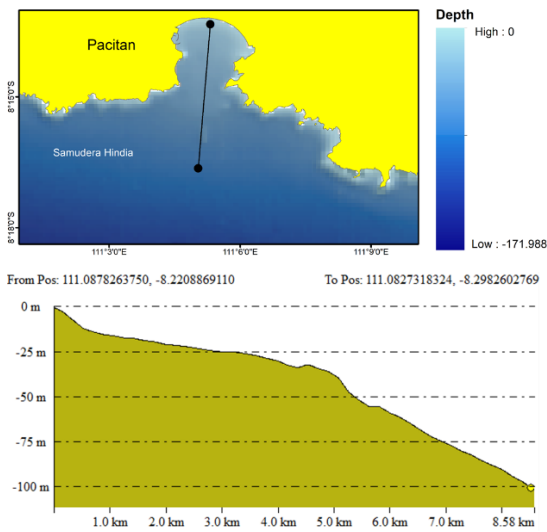 Depth
High : 0
Pacitan
8°15'0"S
Samudera Hindia
8°18'0"S
Low : -171.988
111°3'0"E
111°6'0"E
111°9'0"E
From Pos: 111.0878263750, -8.2208869110
To Pos: 111.0827318324, -8.2982602769
0 m
-25 m
-50 m
-75 m
-100 m
1.0 km
2.0 km
3.0 km
4.0 km
5.0 km
6.0 km
7.0 km
8.58 km